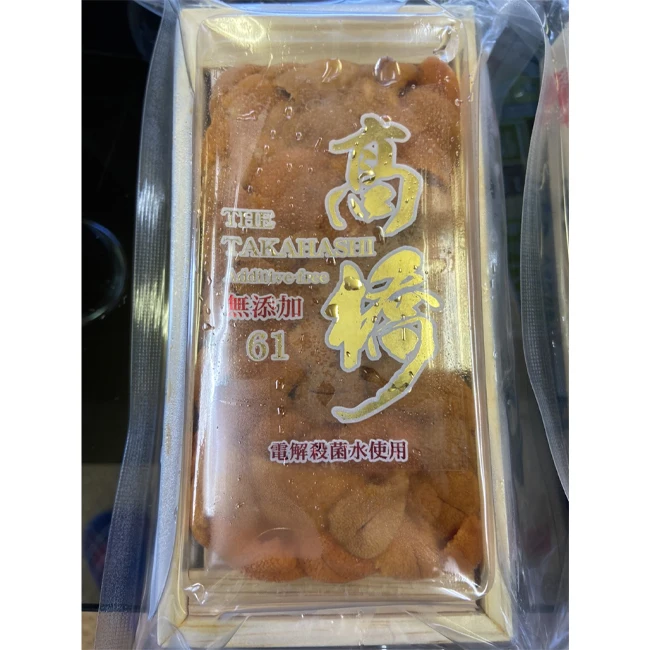 高橋
THE
TAKAHASHI
Additive-free
無添加
61
電解殺菌水使用